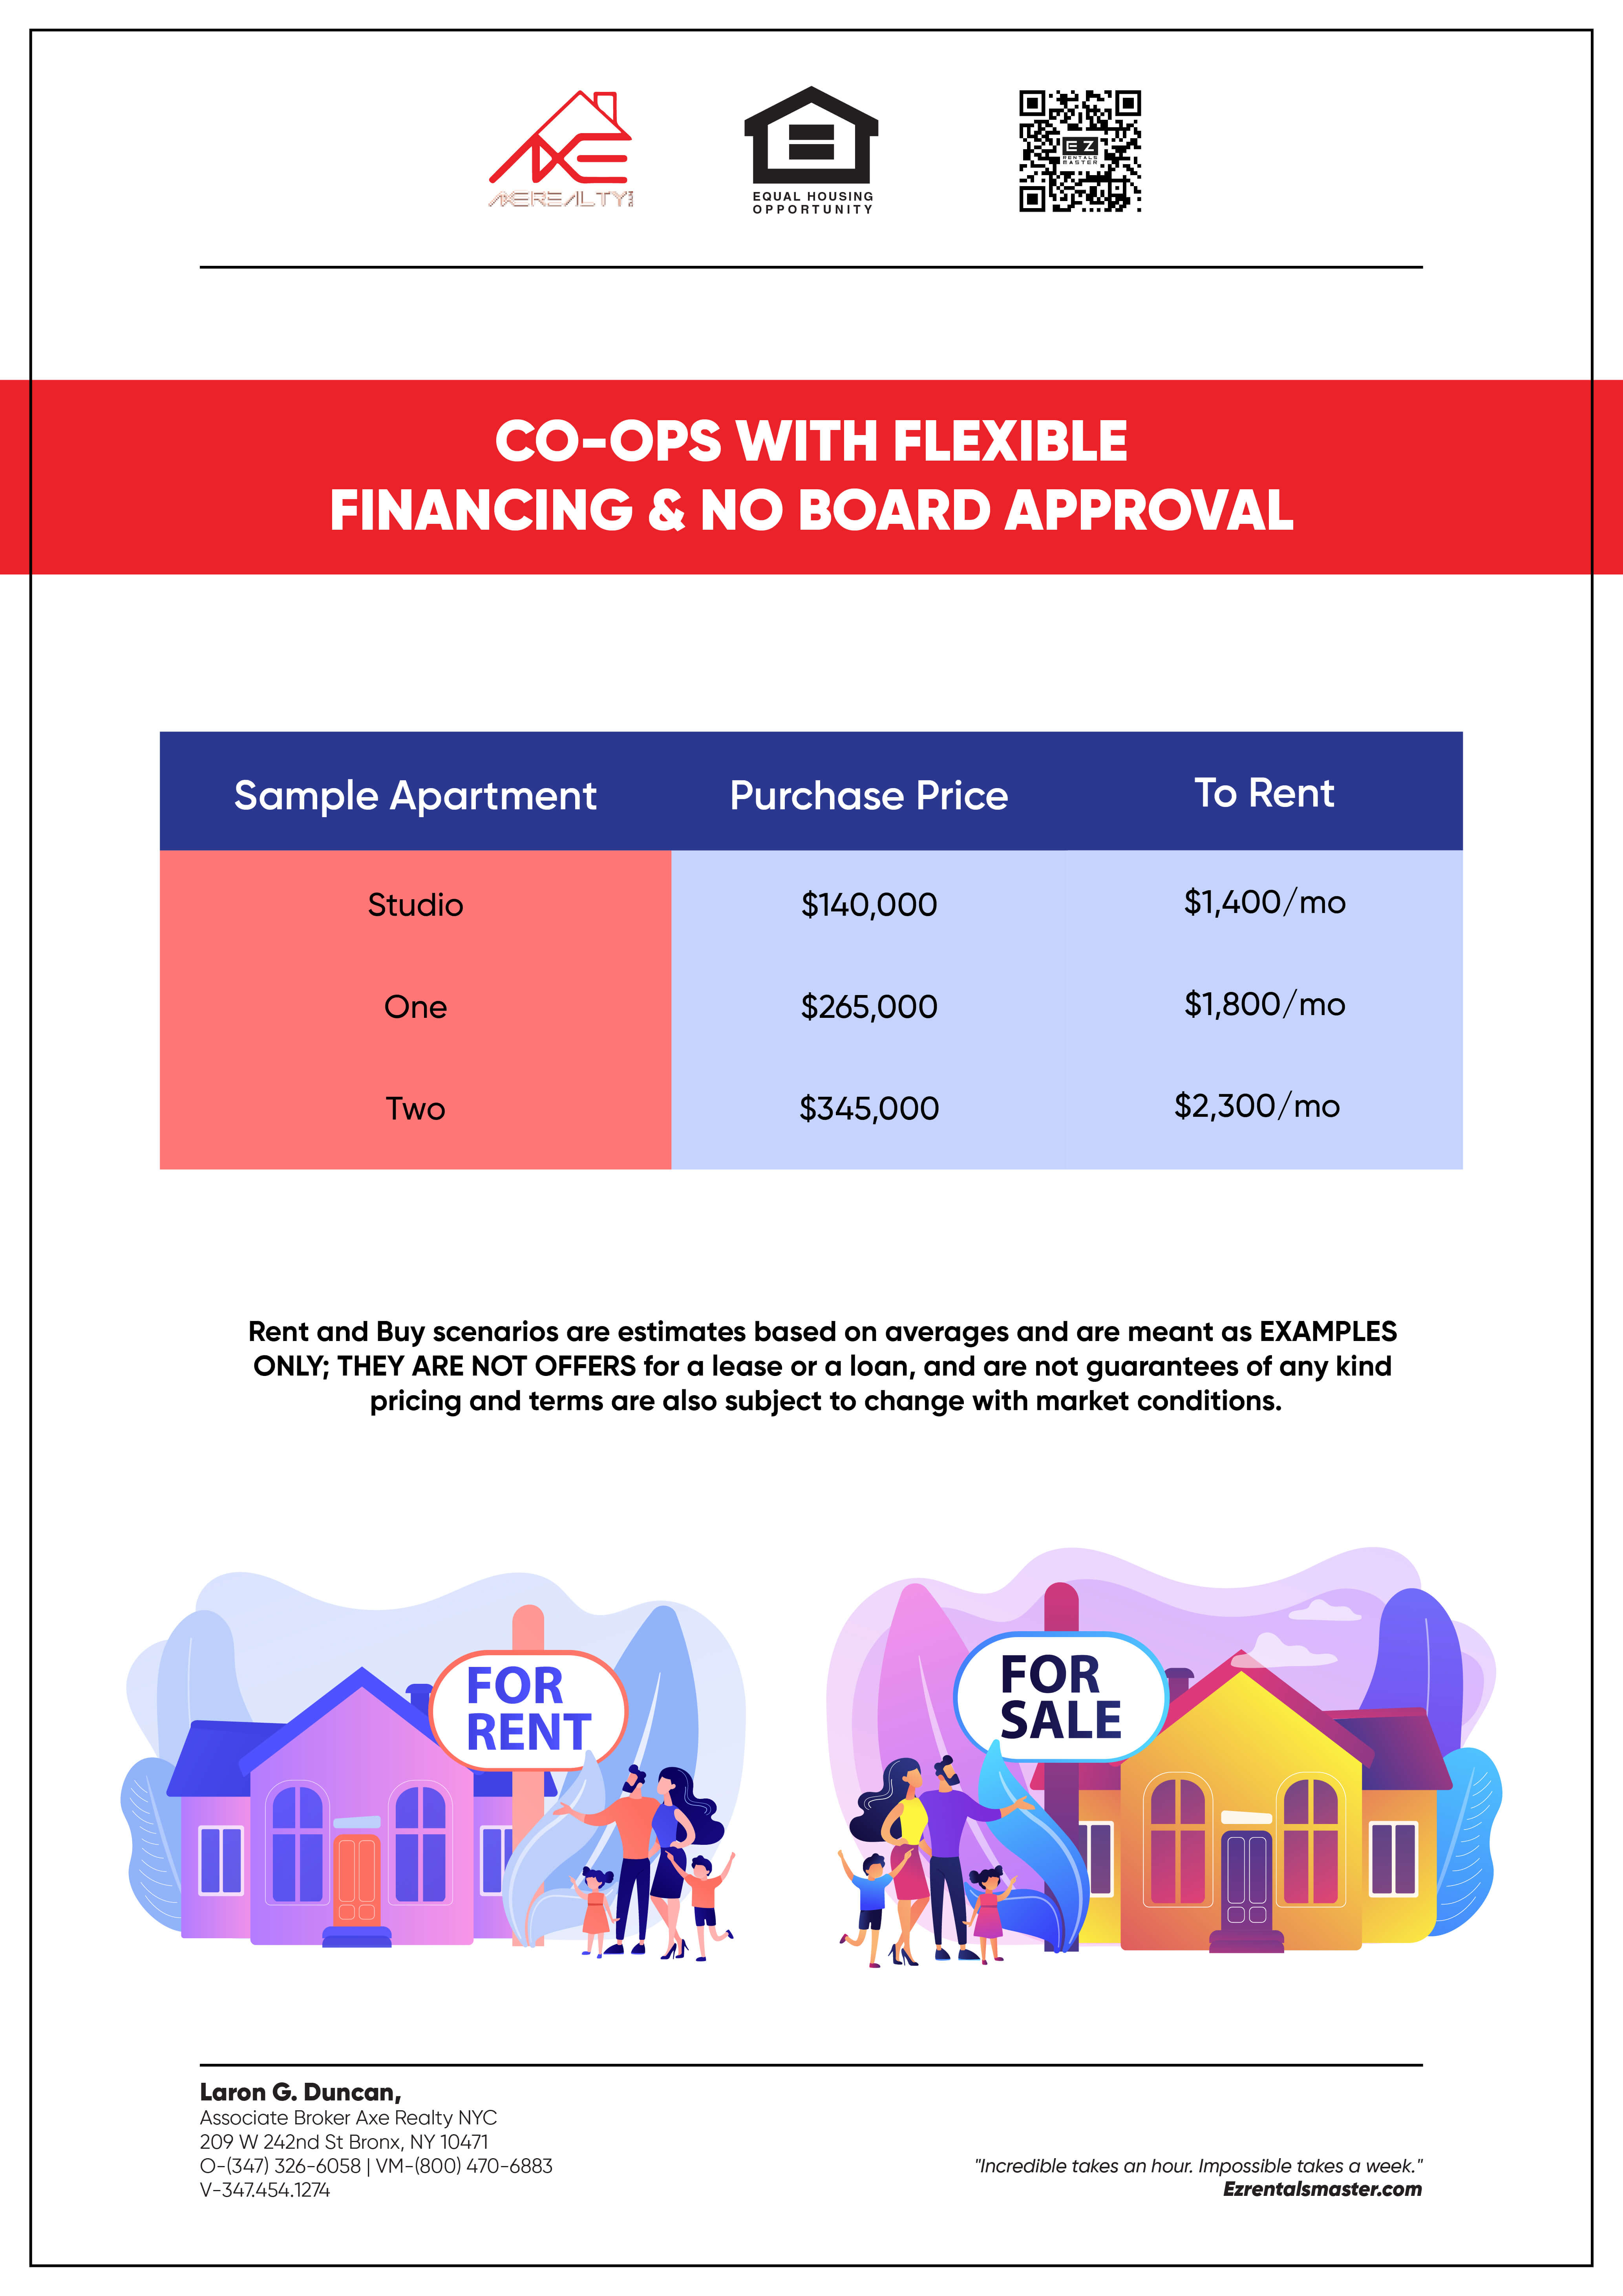 AXEREALTY NYC
EQUAL HOUSING
OPPORTUNITY
EZ
RENTALS
MASTER
CO-OPS WITH FLEXIBLE
FINANCING & NO BOARD APPROVAL
Sample Apartment Purchase Price To Rent
Studio $140,000 $1,400/mo
One $265,000 $1,800/mo
Two $345,000 $2,300/mo
Rent and Buy scenarios are estimates based on averages and are meant as EXAMPLES
ONLY; THEY ARE NOT OFFERS for a lease or a loan, and are not guarantees of any kind
pricing and terms are also subject to change with market conditions.
FOR
RENT
FOR
SALE
Laron G. Duncan,
Associate Broker Axe Realty NYC
209 W 242nd St Bronx, NY 10471
O-(347) 326-6058 | VM-(800) 470-6883
V-347.454.1274
"Incredible takes an hour. Impossible takes a week."
Ezrentalsmaster.com